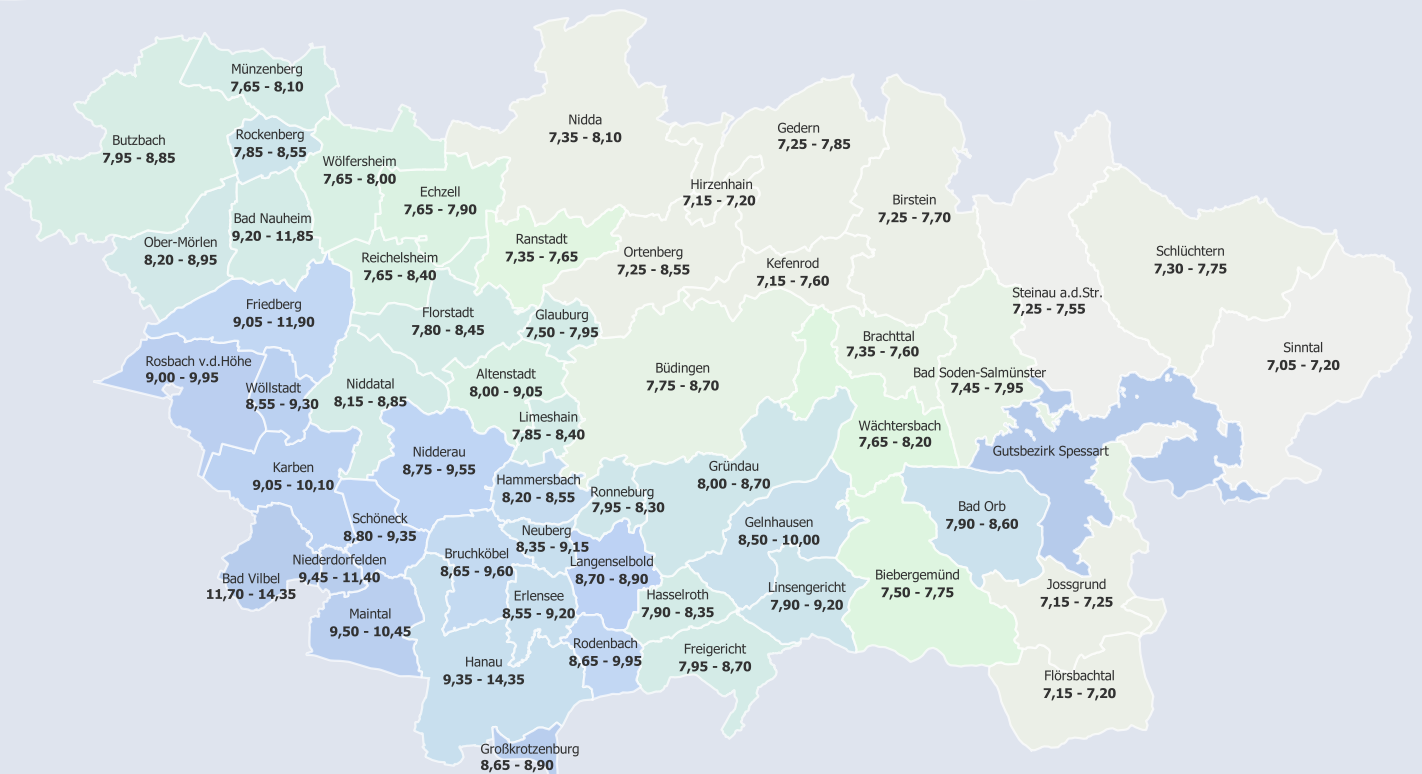 Münzenberg
7,65 - 8,10
Butzbach
7,95 - 8,85
Rockenberg
7,85 - 8,55
Wölfersheim
7,65 - 8,00
Echzell
7,65 - 7,90
Nidda
7,35 - 8,10
Gedern
7,25 - 7,85
Hirzenhain
7,15 - 7,20
Birstein
7,25 - 7,70
Bad Nauheim
9,20 - 11,85
Ober-Mörlen
8,20 - 8,95
Reichelsheim
7,65 - 8,40
Ranstadt
7,35 - 7,65
Ortenberg
7,25 - 8,55
Kefenrod
7,15 - 7,60
Schlüchtern
7,30 - 7,75
Steinau a.d.Str.
7,25 - 7,55
Friedberg
9,05 - 11,90
Florstadt
7,80 - 8,45
Glauburg
7,50 - 7,95
Brachttal
7,35 - 7,60
Sinntal
7,05 - 7,20
Rosbach v.d.Höhe
9,00 - 9,95
Wöllstadt
8,55 - 9,30
Niddatal
8,15 - 8,85
Altenstadt
8,00 - 9,05
Büdingen
7,75 - 8,70
Bad Soden-Salmünster
7,45 - 7,95
Limeshain
7,85 - 8,40
Wächtersbach
7,65 - 8,20
Gutsbezirk Spessart
Karben
9,05 - 10,10
Nidderau
8,75 - 9,55
Hammersbach
8,20 - 8,55
Ronneburg
7,95 - 8,30
Gründau
8,00 - 8,70
Bad Orb
7,90 - 8,60
Schöneck
8,80 - 9,35
Neuberg
8,35 - 9,15
Gelnhausen
8,50 - 10,00
Niederdorfelden
9,45 - 11,40
Bad Vilbel
11,70 - 14,35
Bruchköbel
8,65 - 9,60
Langenselbold
8,70 - 8,90
Biebergemünd
7,50 - 7,75
Jossgrund
7,15 - 7,25
Erlensee
8,55 - 9,20
Hasselroth
7,90 - 8,35
Linsengericht
7,90 - 9,20
Maintal
9,50 - 10,45
Rodenbach
8,65 - 9,95
Freigericht
7,95 - 8,70
Hanau
9,35 - 14,35
Flörsbachtal
7,15 - 7,20
Großkrotzenburg
8,65 - 8,90